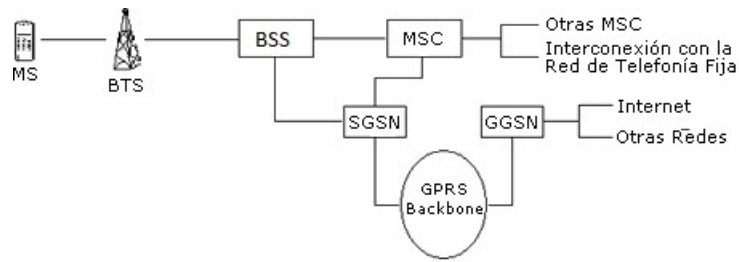 MS
BTS
BSS
MSC
Otras MSC
Interconexión con la
Red de Telefonía Fija
SGSN
GGSN
Internet
Otras Redes
GPRS
Backbone